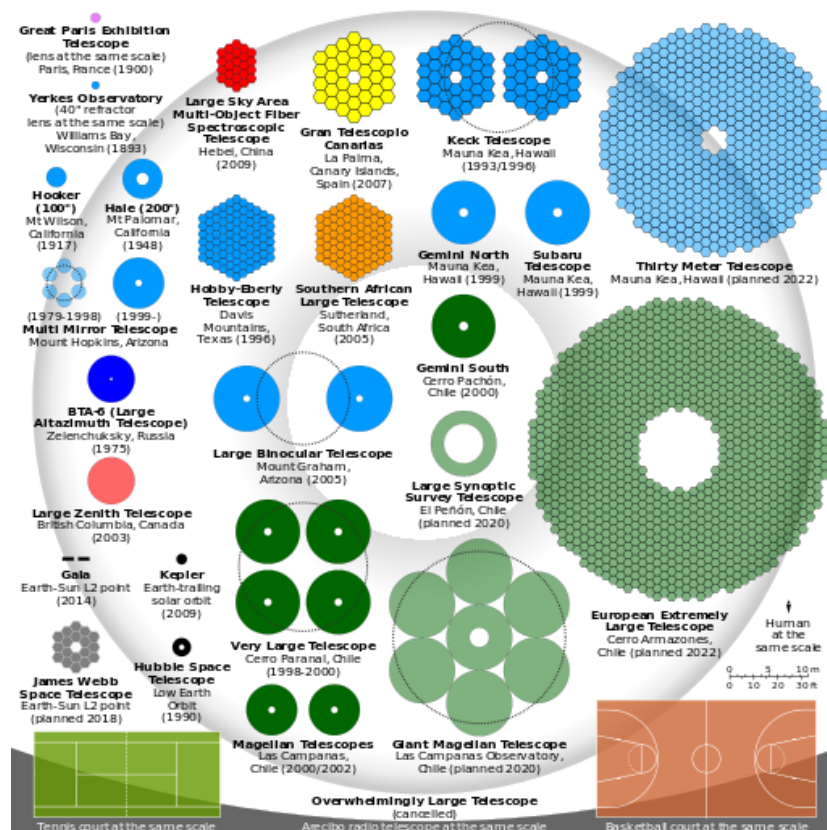 Great Paris Exhibition
Telescope
(lens at the same scale)
Paris, France (1900)
Yerkes Observatory
(40" refractor
lens at the same scale)
Williams Bay,
Wisconsin (1893)
Hooker
(100")
Mt Wilson,
California
(1917)
Hale (200")
Mt Palomar,
California
(1948)
(1979-1998)
(1999-)
Multi Mirror Telescope
Mount Hopkins, Arizona
BTA-6 (Large
Altazimuth Telescope)
Zelenchuksky, Russia
(1975)
Large Zenith Telescope
British Columbia, Canada
(2003)
Gaia
Earth-Sun L2 point
(2014)
Kepler
Earth-trailing
solar orbit
(2009)
James Webb
Space Telescope
Earth-Sun L2 point
(planned 2018)
Hubble Space
Telescope
Low Earth
Orbit
(1990)
Large Sky Area
Multi-Object Fiber
Spectroscopic
Telescope
Hebei, China
(2009)
Gran Telescopio
Canarias
La Palma,
Canary Islands,
Spain (2007)
Keck Telescope
Mauna Kea, Hawaii
(1993/1996)
Hobby-Eberly
Telescope
Davis
Mountains,
Texas (1996)
Southern African
Large Telescope
Sutherland,
South Africa
(2005)
Gemini North
Mauna Kea,
Hawaii (1999)
Subaru
Telescope
Mauna Kea,
Hawaii (1999)
Thirty Meter Telescope
Mauna Kea, Hawaii (planned 2022)
Gemini South
Cerro Pachón,
Chile (2000)
Large Binocular Telescope
Mount Graham,
Arizona (2005)
Large Synoptic
Survey Telescope
El Peñón, Chile
(planned 2020)
Very Large Telescope
Cerro Paranal, Chile
(1998-2000)
Magellan Telescopes
Las Campanas,
Chile (2000/2002)
Giant Magellan Telescope
Las Campanas Observatory,
Chile (planned 2020)
European Extremely
Large Telescope
Cerro Armazones,
Chile (planned 2022)
Human
at the
same scale
0 5 10 m
0 10 20 30 ft
Overwhelmingly Large Telescope
(cancelled)
Tennis court at the same scale
Arecibo radio telescope at the same scale
Basketball court at the same scale